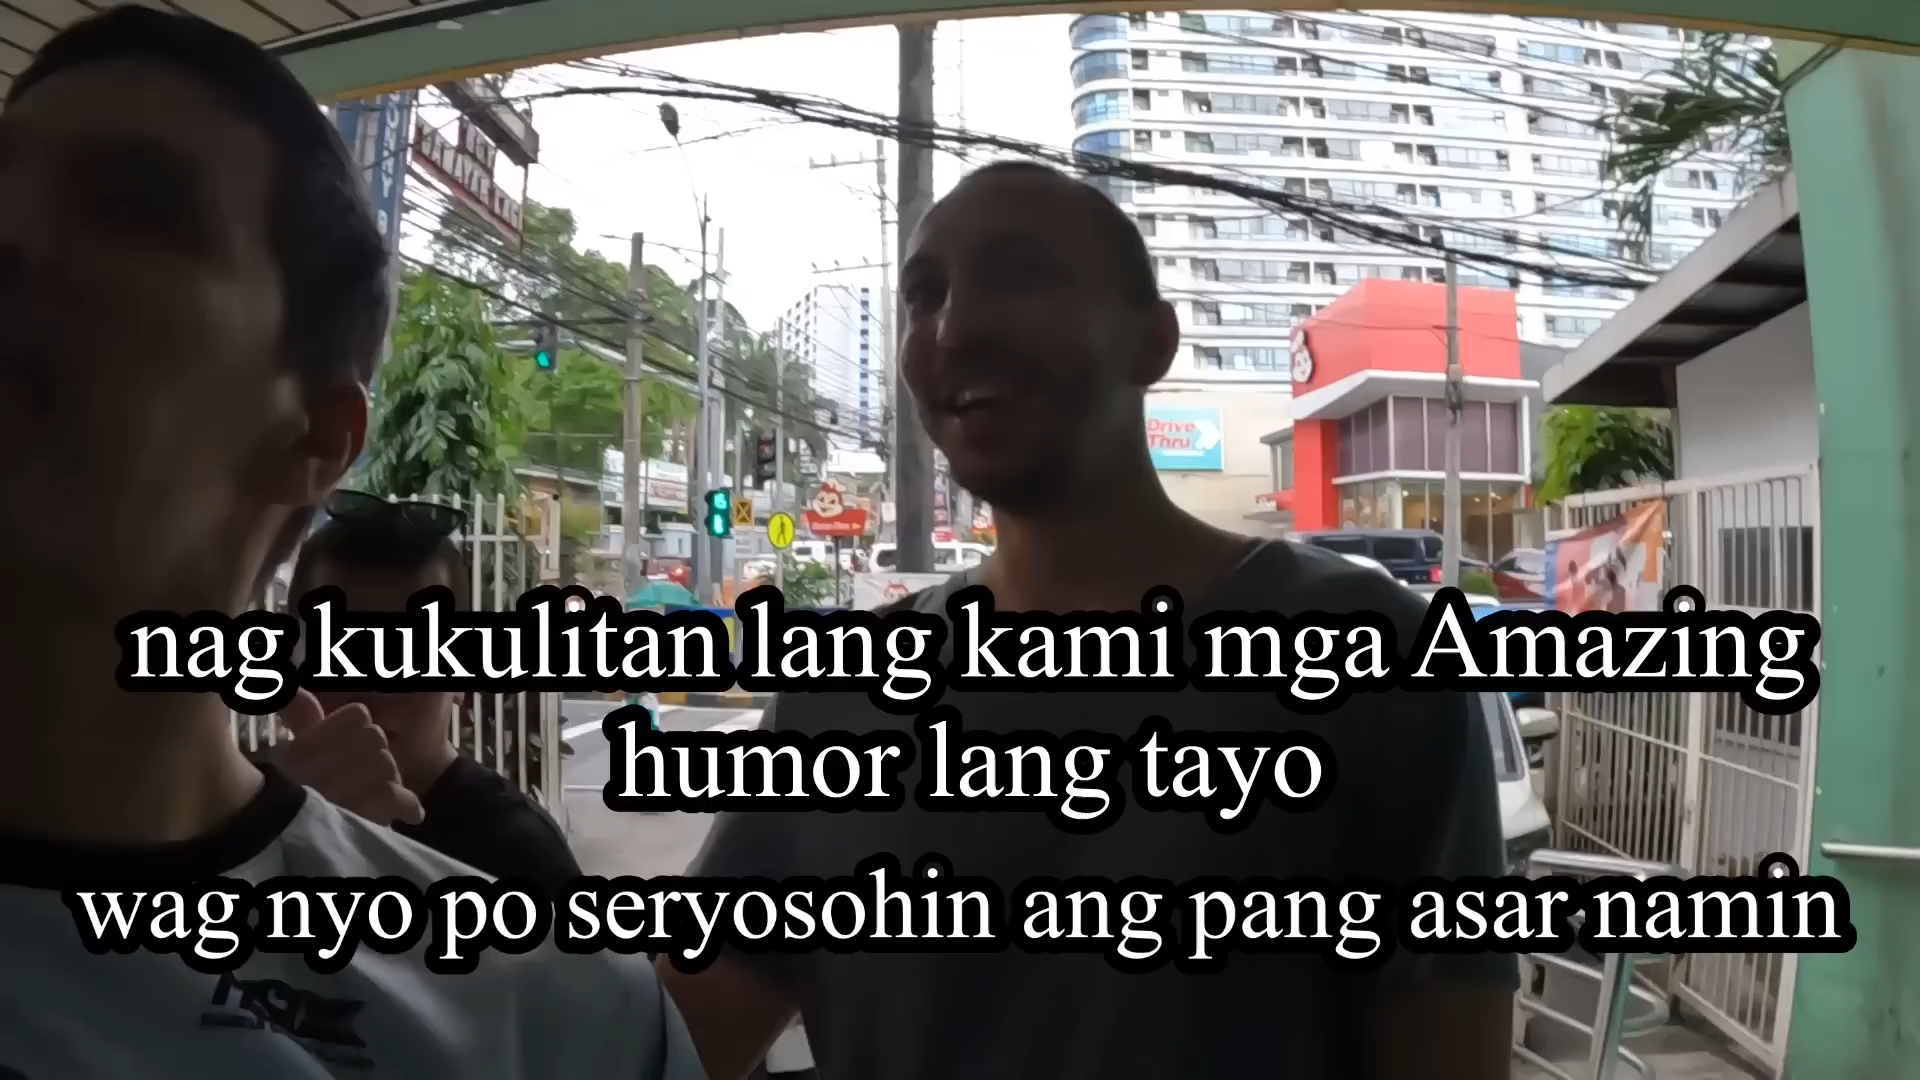 Drive
Thru
nag kukulitan lang kami mga Amazing
humor lang tayo
wag nyo po seryosohin ang pang asar namin